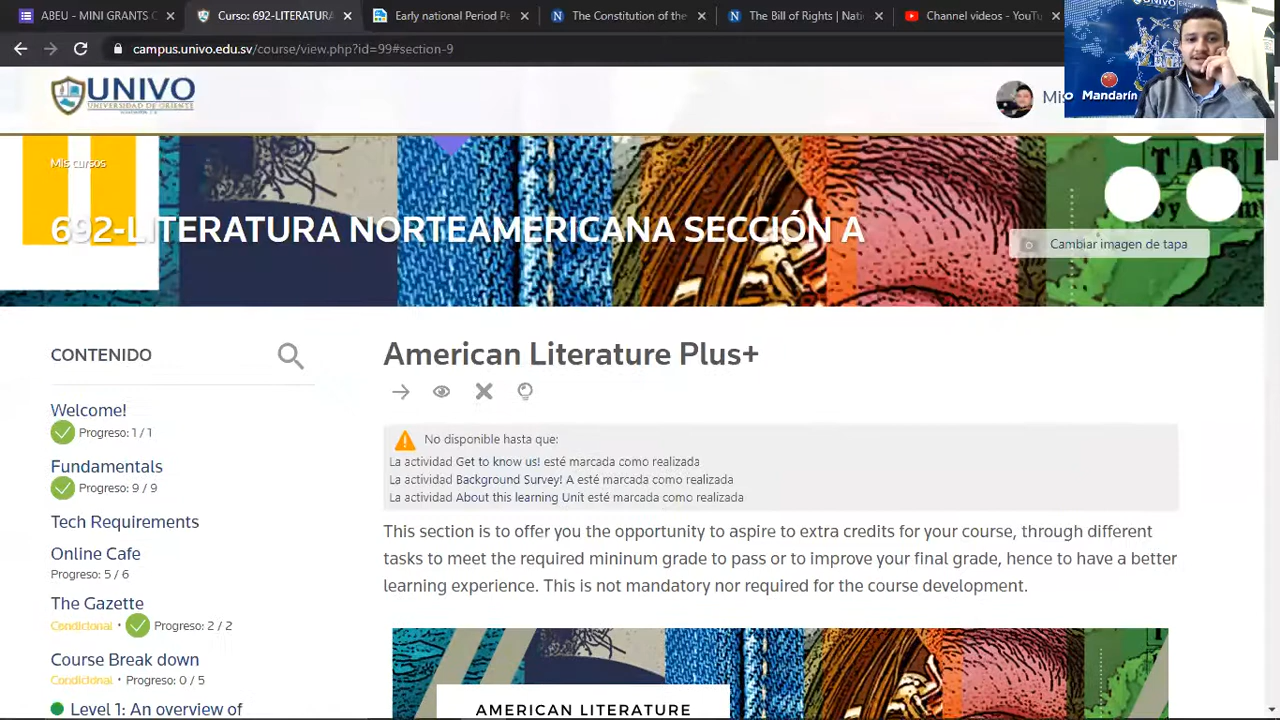 ABEU - MINI GRANTS C
Curso: 692-LITERATURA
Early national Period P
The Constitution of the
The Bill of Rights | Nati
Channel videos - YouTu
campus.univo.edu.sv/course/view.php?id=99#section-9
UNIVO
UNIVERSIDAD DE ORIENTE
Mis
Mandarín
Mis cursos
692-LITERATURA NORTEAMERICANA SECCIÓN A
Cambiar imagen de tapa
CONTENIDO
Welcome!
Progreso: 1 / 1
Fundamentals
Progreso: 9 / 9
Tech Requirements
Online Cafe
Progreso: 5 / 6
The Gazette
Condicional • Progreso: 2 / 2
Course Break down
Condicional • Progreso: 0 / 5
Level 1: An overview of
American Literature Plus+
No disponible hasta que:
La actividad Get to know us! esté marcada como realizada
La actividad Background Survey! A esté marcada como realizada
La actividad About this learning Unit esté marcada como realizada
This section is to offer you the opportunity to aspire to extra credits for your course, through different
tasks to meet the required mininum grade to pass or to improve your final grade, hence to have a better
learning experience. This is not mandatory nor required for the course development.
AMERICAN LITERATURE